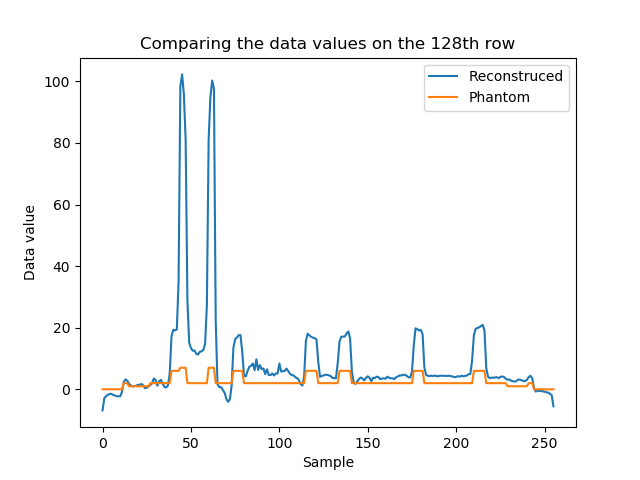 Comparing the data values on the 128th row
Reconstruced
Phantom
Data value
100
80
60
40
20
0
0 50 100 150 200 250
Sample